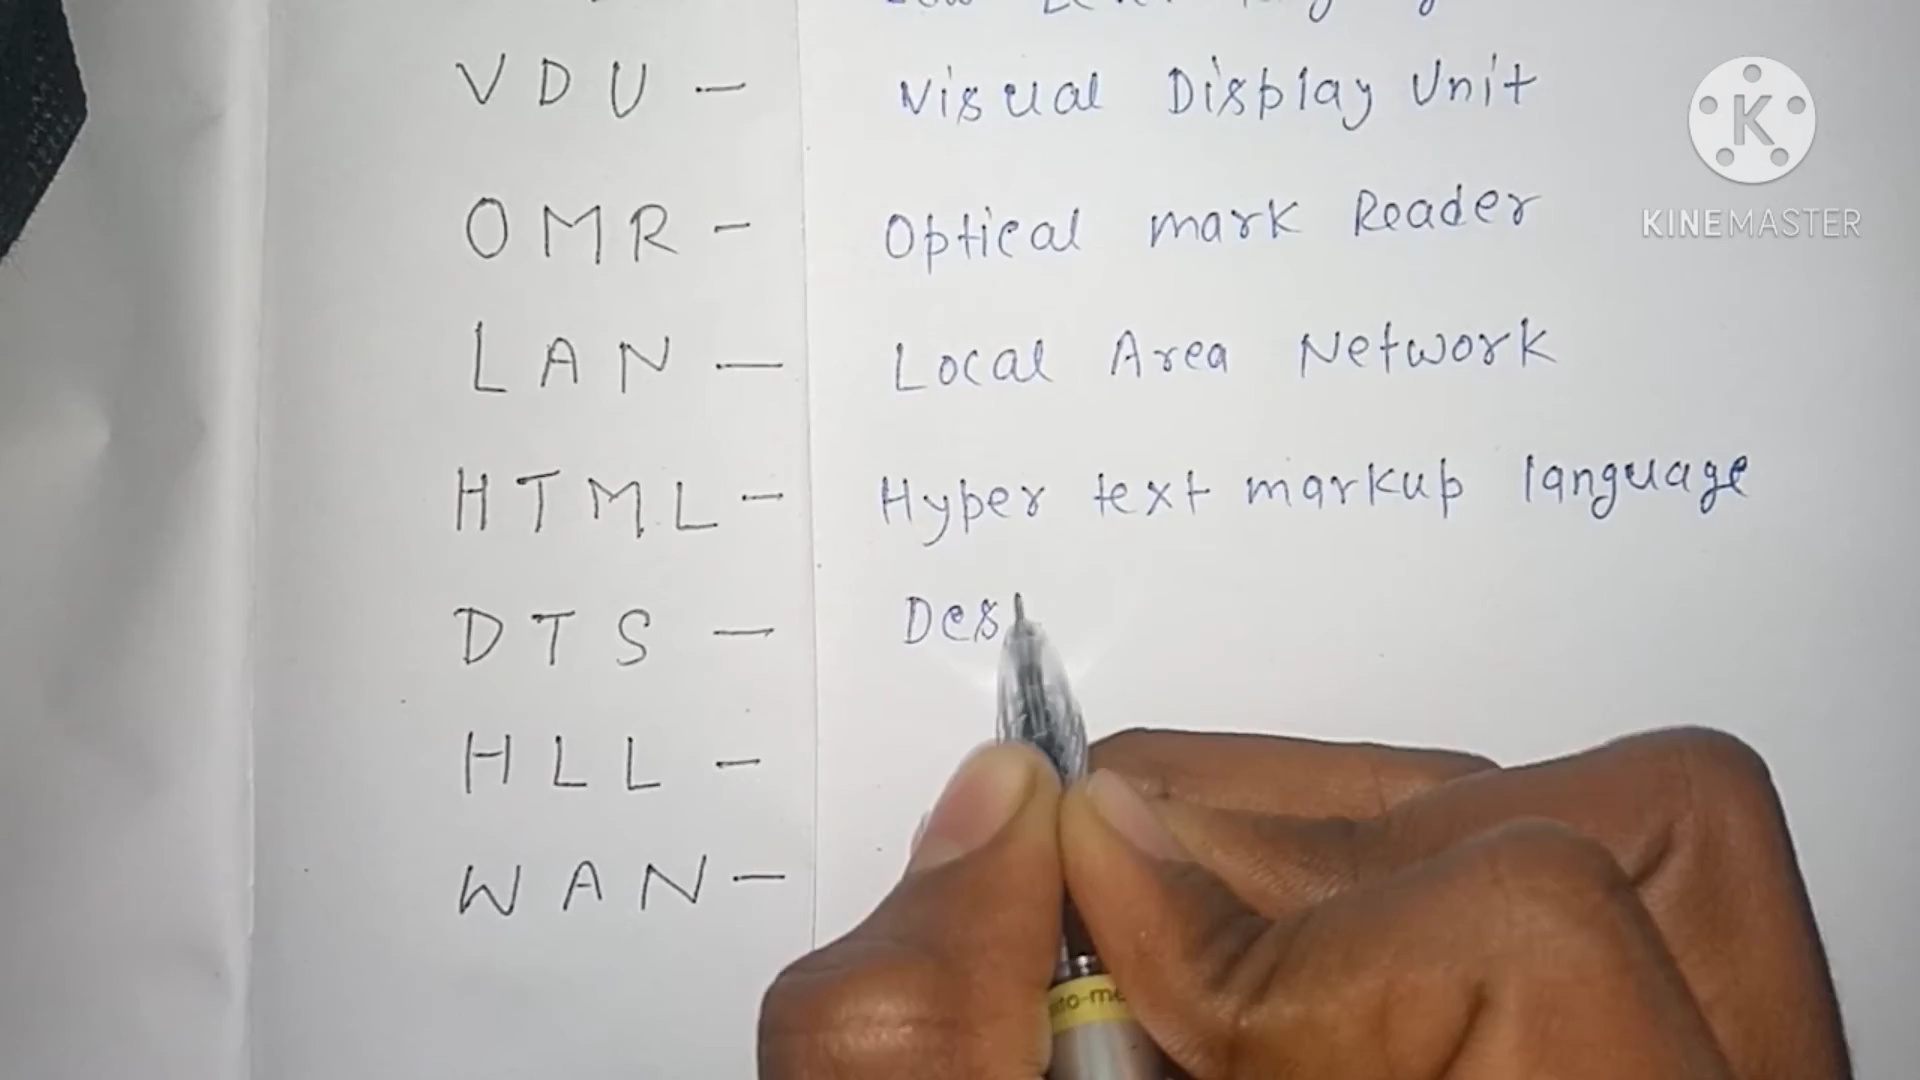 VDU - Visual Display Unit
OMR - Optical mark Reader
LAN - Local Area Network
HTML - Hyper text markup language
DTS - Des
HLL -
WAN -
K
KINEMASTER